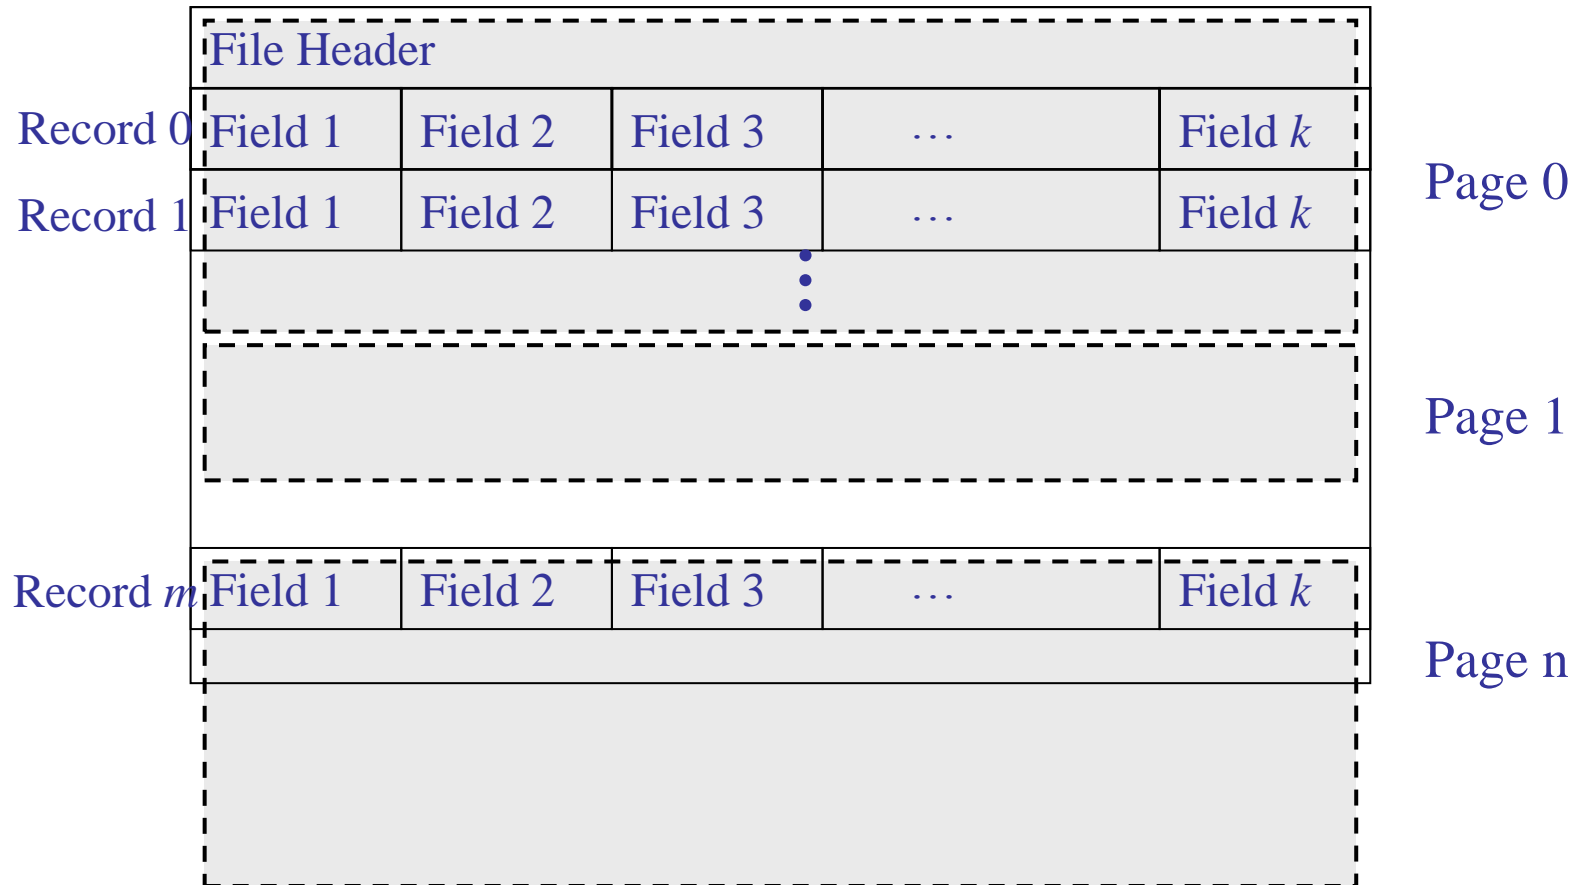 File Header
Record 0 Field 1 Field 2 Field 3 … Field k
Page 0
Record 1 Field 1 Field 2 Field 3 … Field k
Page 1
Record m Field 1 Field 2 Field 3 … Field k
Page n